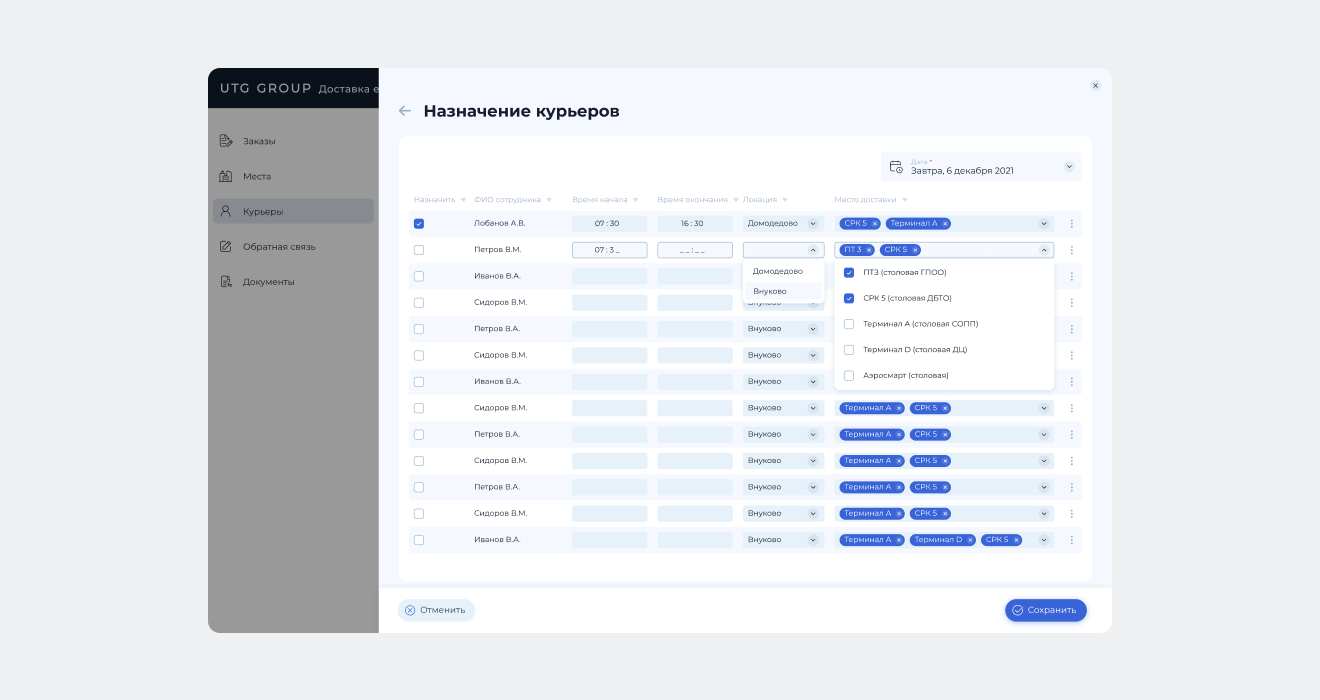 UTG GROUP Доставка е
Заказы
Места
Курьеры
Обратная связь
Документы
Назначение курьеров
Дата *
Завтра, 6 декабря 2021
Назначить ФИО сотрудника Время начала Время окончания Локация Место доставки
Лобанов А.В. 07 : 30 16 : 30 Домодедово СРК 5 Терминал А
Петров В.М. 07 : 3 _ _ _ : _ _ ПТ 3 СРК 5
Домодедово
Внуково
ПТ3 (столовая ГПОО)
СРК 5 (столовая ДБТО)
Терминал А (столовая СОПП)
Терминал D (столовая ДЦ)
Аэросмарт (столовая)
Иванов В.А.
Сидоров В.М. Внуково
Петров В.А. Внуково
Сидоров В.М. Внуково
Иванов В.А. Внуково
Сидоров В.М. Внуково Терминал А СРК 5
Петров В.А. Внуково Терминал А СРК 5
Сидоров В.М. Внуково Терминал А СРК 5
Петров В.А. Внуково Терминал А СРК 5
Сидоров В.М. Внуково Терминал А СРК 5
Иванов В.А. Внуково Терминал А Терминал D СРК 5
Отменить
Сохранить